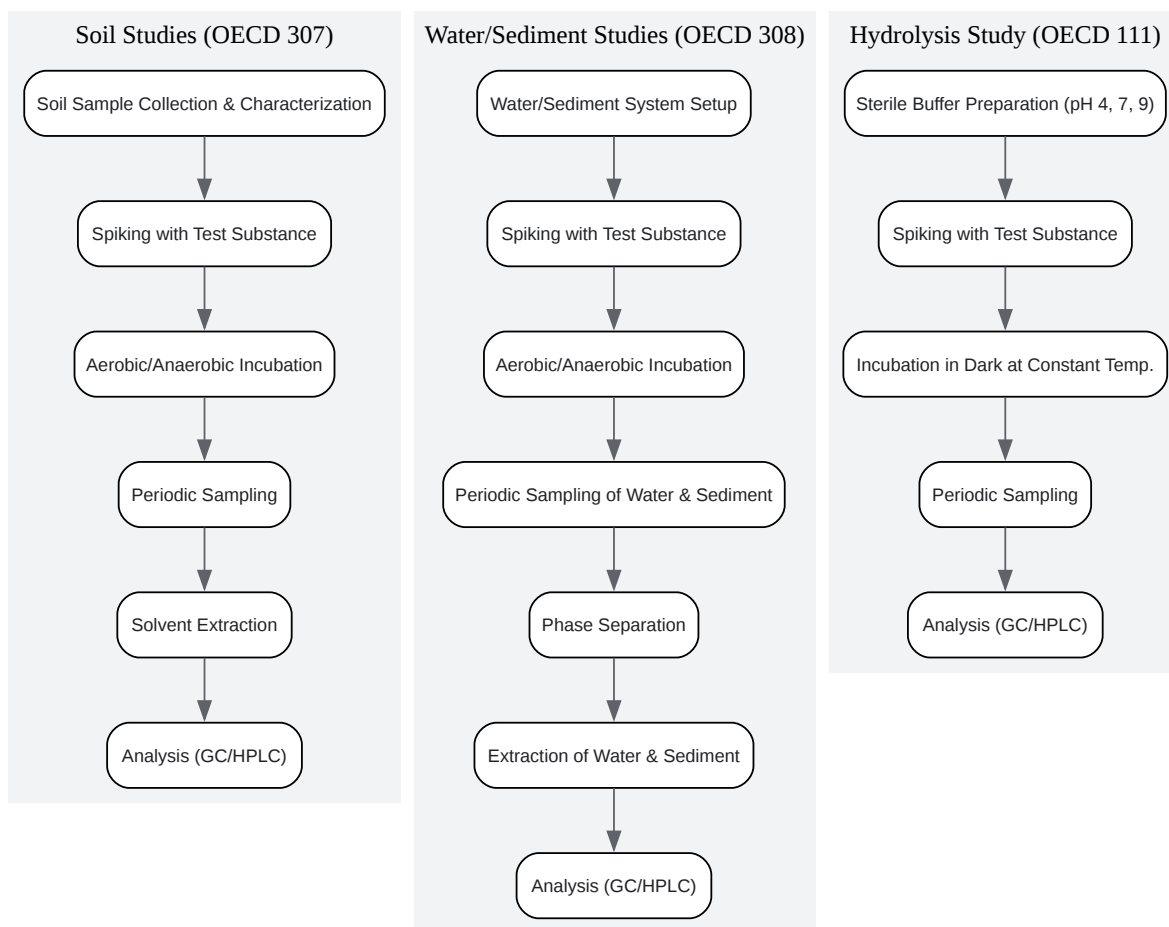 Soil Studies (OECD 307)
Soil Sample Collection & Characterization
Spiking with Test Substance
Aerobic/Anaerobic Incubation
Periodic Sampling
Solvent Extraction
Analysis (GC/HPLC)
Water/Sediment Studies (OECD 308)
Water/Sediment System Setup
Spiking with Test Substance
Aerobic/Anaerobic Incubation
Periodic Sampling of Water & Sediment
Phase Separation
Extraction of Water & Sediment
Analysis (GC/HPLC)
Hydrolysis Study (OECD 111)
Sterile Buffer Preparation (pH 4, 7, 9)
Spiking with Test Substance
Incubation in Dark at Constant Temp.
Periodic Sampling
Analysis (GC/HPLC)